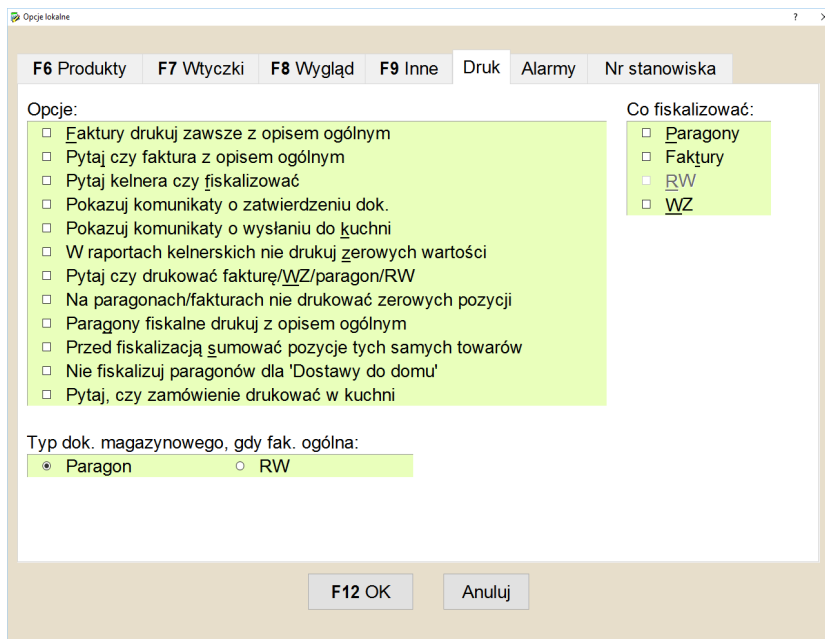 Opcje lokalne
?
F6 Produkty F7 Wtyczki F8 Wygląd F9 Inne Druk Alarmy Nr stanowiska
Opcje:
Faktury drukuj zawsze z opisem ogólnym
Pytaj czy faktura z opisem ogólnym
Pytaj kelnera czy fiskalizować
Pokazuj komunikaty o zatwierdzeniu dok.
Pokazuj komunikaty o wysłaniu do kuchni
W raportach kelnerskich nie drukuj zerowych wartości
Pytaj czy drukować fakturę/WZ/paragon/RW
Na paragonach/fakturach nie drukować zerowych pozycji
Paragony fiskalne drukuj z opisem ogólnym
Przed fiskalizacją sumować pozycje tych samych towarów
Nie fiskalizuj paragonów dla 'Dostawy do domu'
Pytaj, czy zamówienie drukować w kuchni
Co fiskalizować:
Paragony
Faktury
RW
WZ
Typ dok. magazynowego, gdy fak. ogólna:
Paragon RW
F12 OK Anuluj